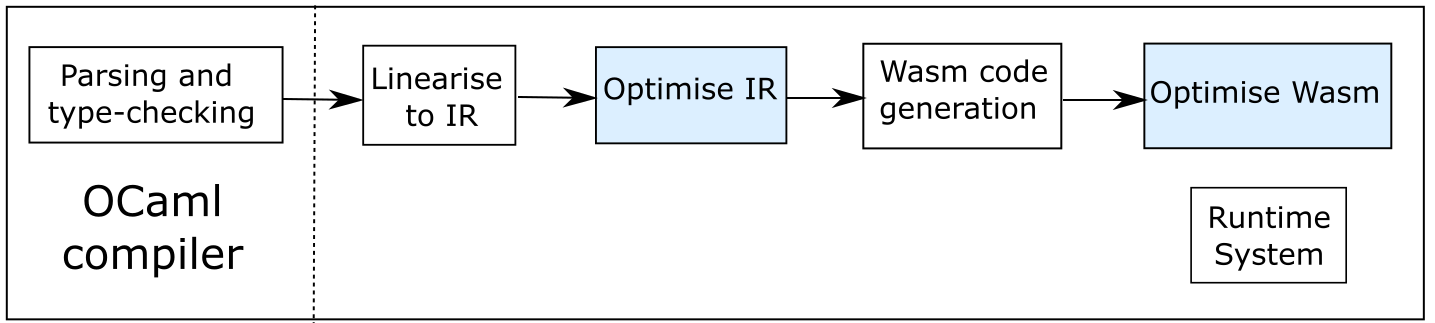 Parsing and
type-checking
Linearise
to IR
Optimise IR
Wasm code
generation
Optimise Wasm
OCaml
compiler
Runtime
System